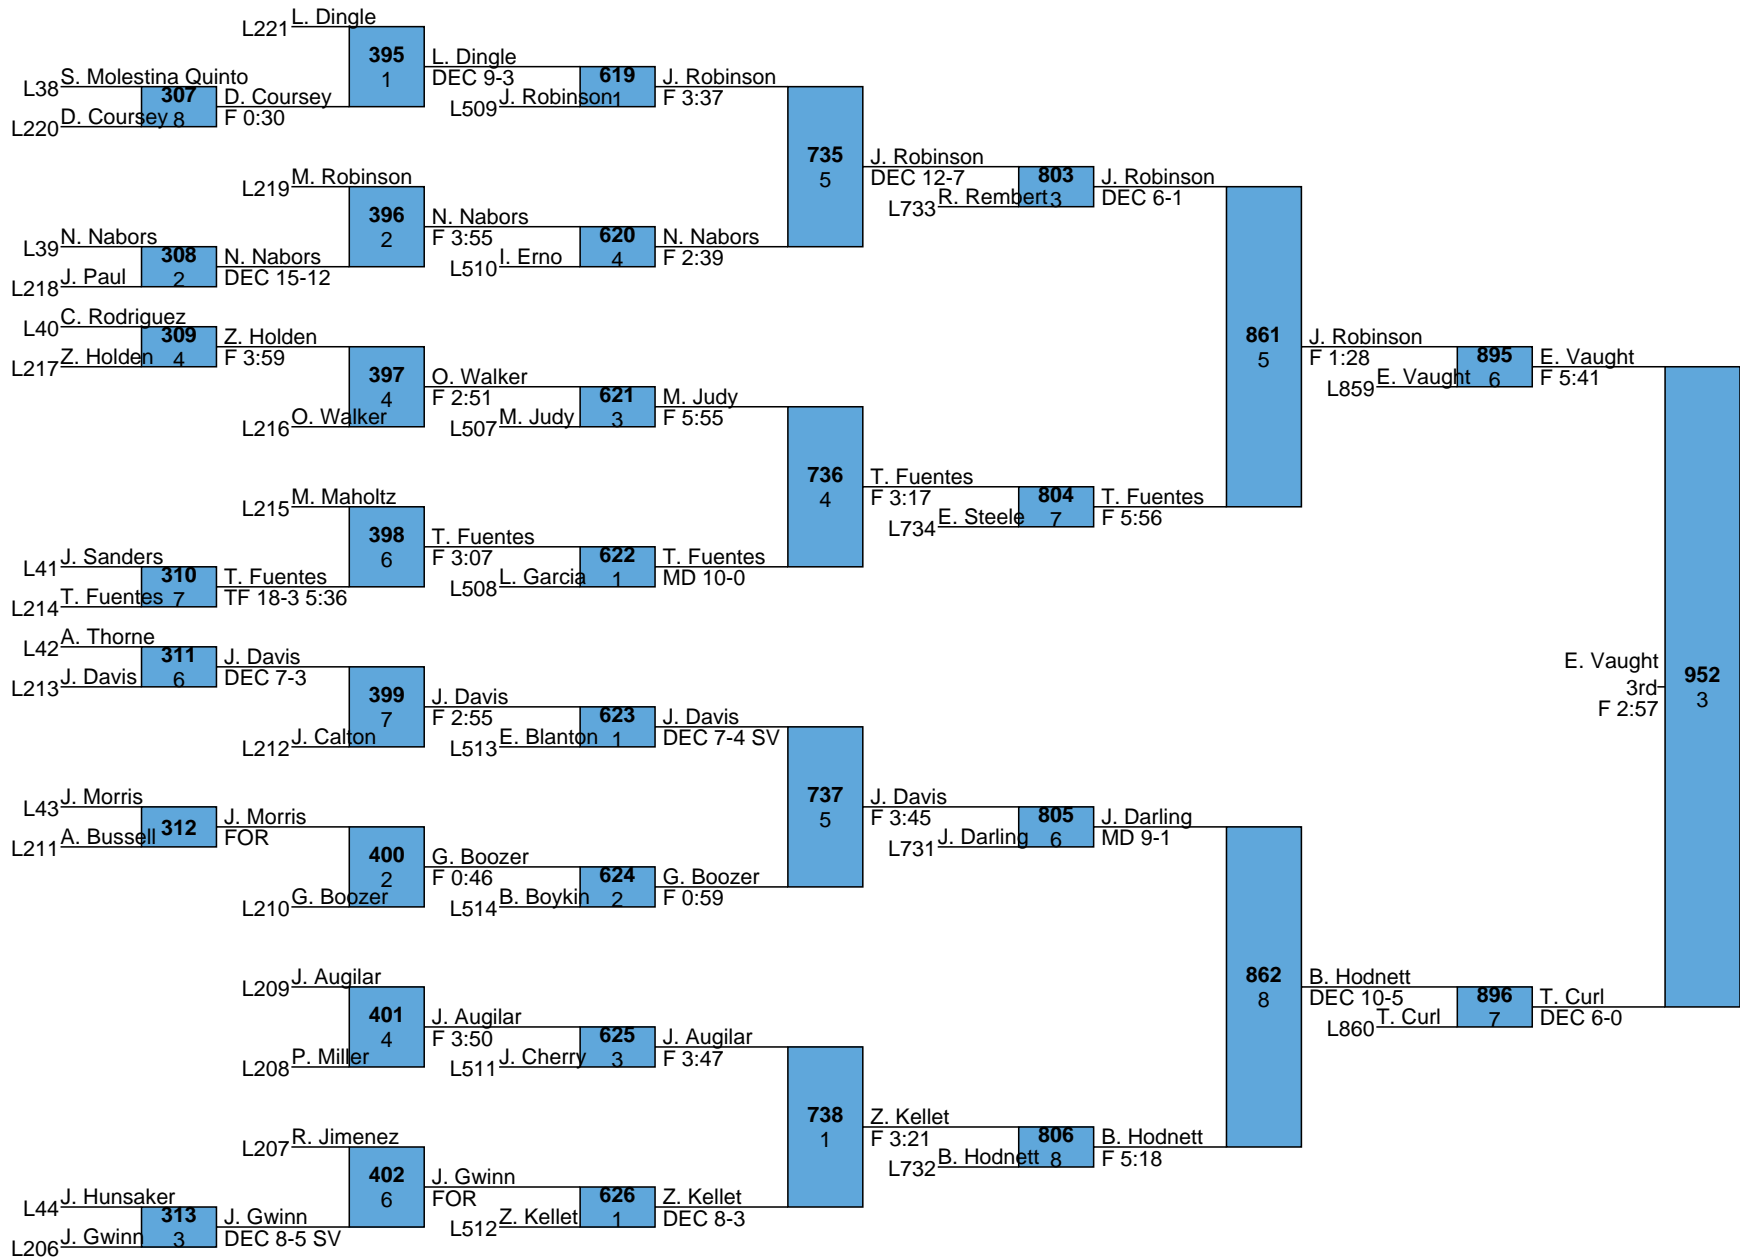 L221 L. Dingle
395
1
L38 S. Molestina Quinto
307
8
L220 D. Coursey
D. Coursey
F 0:30
L. Dingle
DEC 9-3
619
1
L509 J. Robinson
J. Robinson
F 3:37
L219 M. Robinson
396
2
L39 N. Nabors
308
2
L218 J. Paul
N. Nabors
DEC 15-12
N. Nabors
F 3:55
620
4
L510 I. Erno
N. Nabors
F 2:39
735
5
J. Robinson
DEC 12-7
803
3
L733 R. Rembert
J. Robinson
DEC 6-1
L40 C. Rodriguez
309
4
L217 Z. Holden
Z. Holden
F 3:59
397
4
L216 O. Walker
O. Walker
F 2:51
621
3
L507 M. Judy
M. Judy
F 5:55
L215 M. Maholtz
398
6
L41 J. Sanders
310
7
L214 T. Fuentes
T. Fuentes
TF 18-3 5:36
T. Fuentes
F 3:07
622
1
L508 L. Garcia
T. Fuentes
MD 10-0
736
4
T. Fuentes
F 3:17
804
7
L734 E. Steele
T. Fuentes
F 5:56
861
5
J. Robinson
F 1:28
895
6
L859 E. Vaught
E. Vaught
F 5:41
L42 A. Thorne
311
6
L213 J. Davis
J. Davis
DEC 7-3
399
7
L212 J. Calton
J. Davis
F 2:55
623
1
L513 E. Blanton
J. Davis
DEC 7-4 SV
L43 J. Morris
312
L211 A. Bussell
J. Morris
FOR
400
2
L210 G. Boozer
G. Boozer
F 0:46
624
2
L514 B. Boykin
G. Boozer
F 0:59
737
5
J. Davis
F 3:45
805
6
L731 J. Darling
J. Darling
MD 9-1
L209 J. Augilar
401
4
L208 P. Miller
J. Augilar
F 3:50
625
3
L511 J. Cherry
J. Augilar
F 3:47
L207 R. Jimenez
402
6
L44 J. Hunsaker
313
3
L206 J. Gwinn
J. Gwinn
DEC 8-5 SV
J. Gwinn
FOR
626
1
L512 Z. Kellet
Z. Kellet
DEC 8-3
738
1
Z. Kellet
F 3:21
806
8
L732 B. Hodnett
B. Hodnett
F 5:18
862
8
B. Hodnett
DEC 10-5
896
7
L860 T. Curl
T. Curl
DEC 6-0
952
3
E. Vaught
3rd
F 2:57